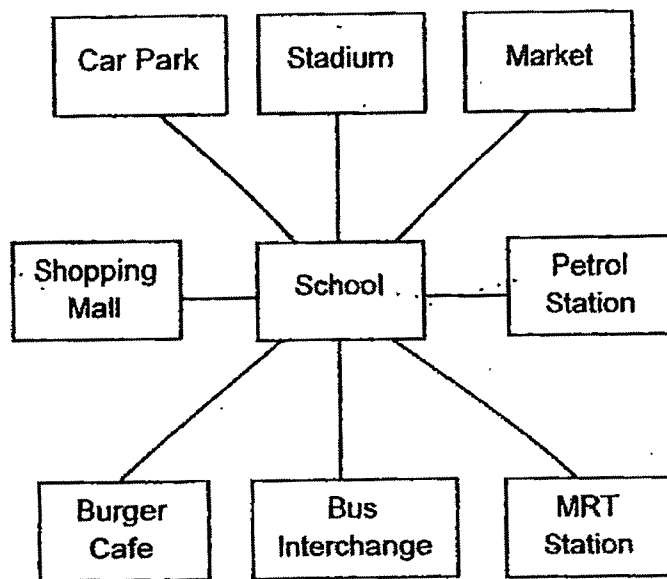 Car Park
Stadium
Market
Shopping
Mall
School
Petrol
Station
Burger
Cafe
Bus
Interchange
MRT
Station